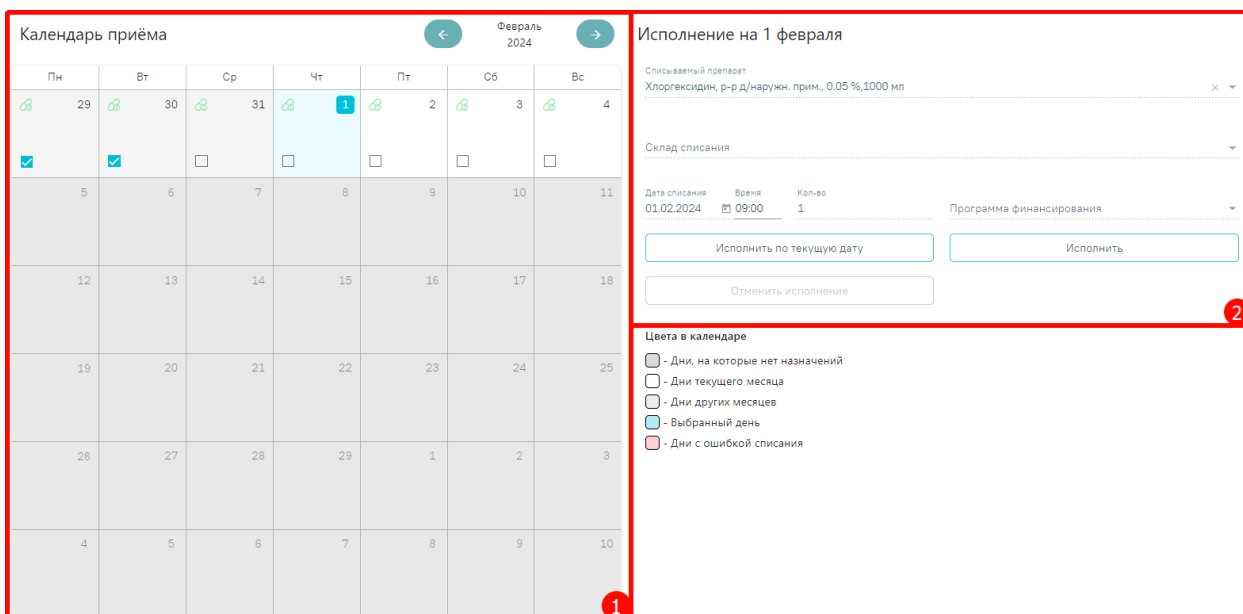 Календарь приёма
Февраль
2024
Пн Вт Ср Чт Пт Сб Вс
29 30 31 1 2 3 4
5 6 7 8 9 10 11
12 13 14 15 16 17 18
19 20 21 22 23 24 25
26 27 28 29 1 2 3
4 5 6 7 8 9 10
1
Исполнение на 1 февраля
Списываемый препарат
Хлоргексидин, р-р д/наружн. прим., 0.05 %,1000 мл
Склад списания
Дата списания Время Кол-во
01.02.2024 09:00 1 Программа финансирования
Исполнить по текущую дату Исполнить
Отменить исполнение
2
Цвета в календаре
- Дни, на которые нет назначений
- Дни текущего месяца
- Дни других месяцев
- Выбранный день
- Дни с ошибкой списания